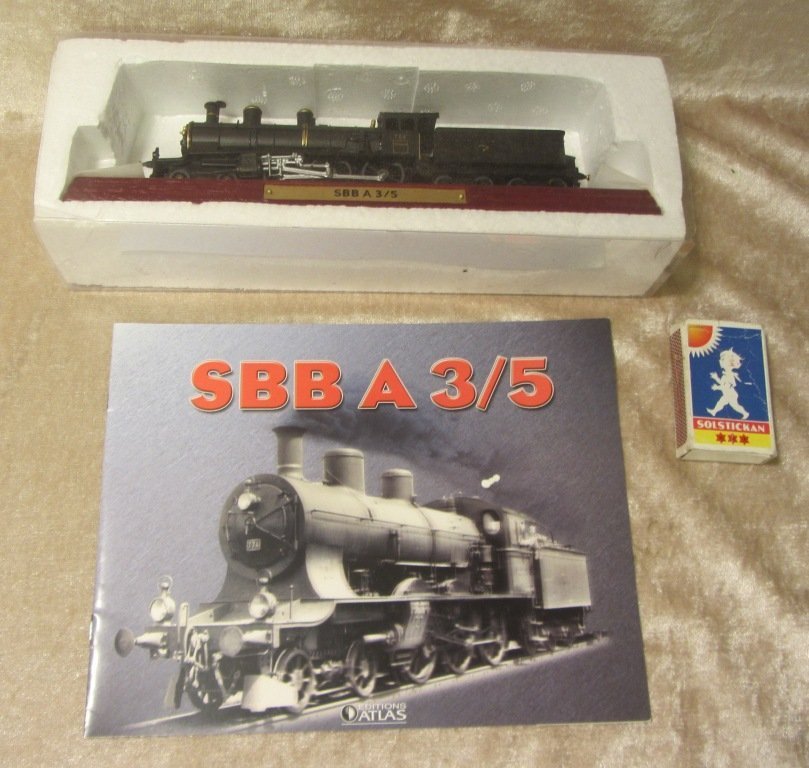 SBB A 3/5
SBB A 3/5
SOLSTICKAN
EDITIONS
ATLAS